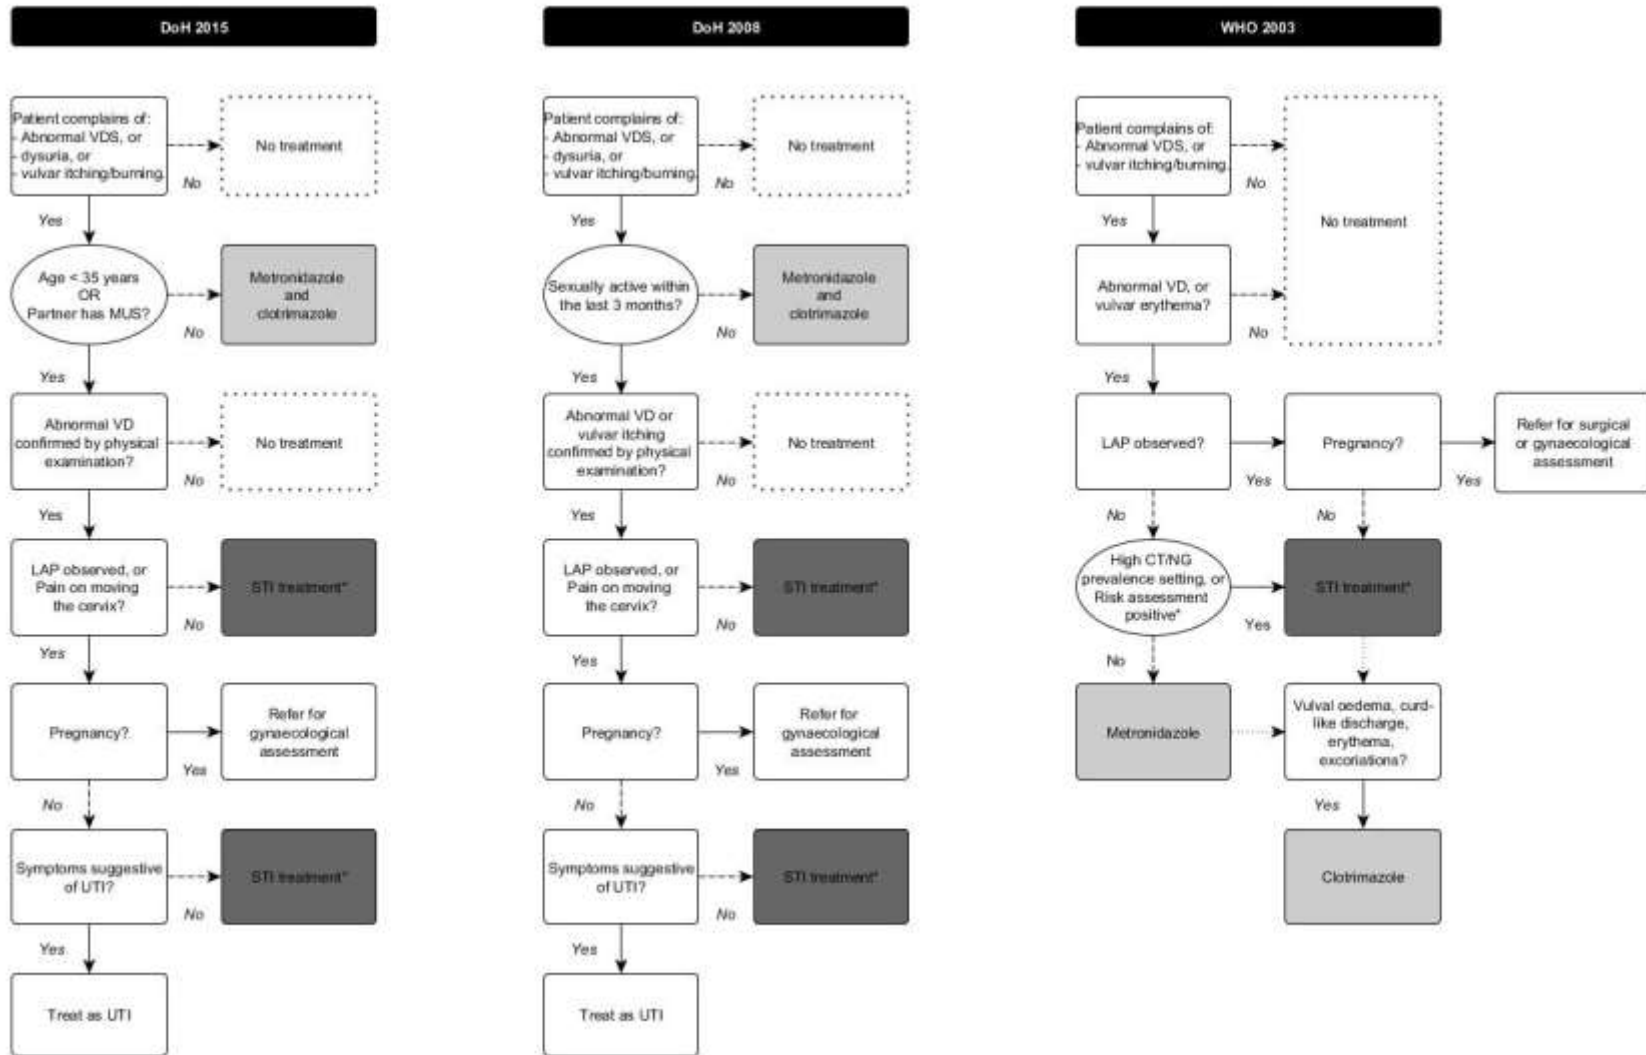 DoH 2015
Patient complains of:
- Abnormal VDS, or
- dysuria, or
- vulvar itching/burning.
No
No treatment
Yes
Age < 35 years
OR
Partner has MUS?
No
Metronidazole
and
clotrimazole
Yes
Abnormal VD
confirmed by physical
examination?
No
No treatment
Yes
LAP observed, or
Pain on moving
the cervix?
No
STI treatment*
Yes
Pregnancy?
Yes
Refer for
gynaecological
assessment
No
Symptoms suggestive
of UTI?
No
STI treatment*
Yes
Treat as UTI
DoH 2008
Patient complains of:
- Abnormal VDS, or
- dysuria, or
- vulvar itching/burning.
No
No treatment
Yes
Sexually active within
the last 3 months?
No
Metronidazole
and
clotrimazole
Yes
Abnormal VD or
vulvar itching
confirmed by physical
examination?
No
No treatment
Yes
LAP observed, or
Pain on moving
the cervix?
No
STI treatment*
Yes
Pregnancy?
Yes
Refer for
gynaecological
assessment
No
Symptoms suggestive
of UTI?
No
STI treatment*
Yes
Treat as UTI
WHO 2003
Patient complains of:
- Abnormal VDS, or
- vulvar itching/burning.
No
No treatment
Yes
Abnormal VD, or
vulvar erythema?
No
Yes
LAP observed?
Yes
Pregnancy?
Yes
Refer for surgical
or gynaecological
assessment
No
No
High CT/NG
prevalence setting, or
Risk assessment
positive*
Yes
STI treatment*
No
Metronidazole
Vulval oedema, curd-
like discharge,
erythema,
excoriations?
Yes
Clotrimazole